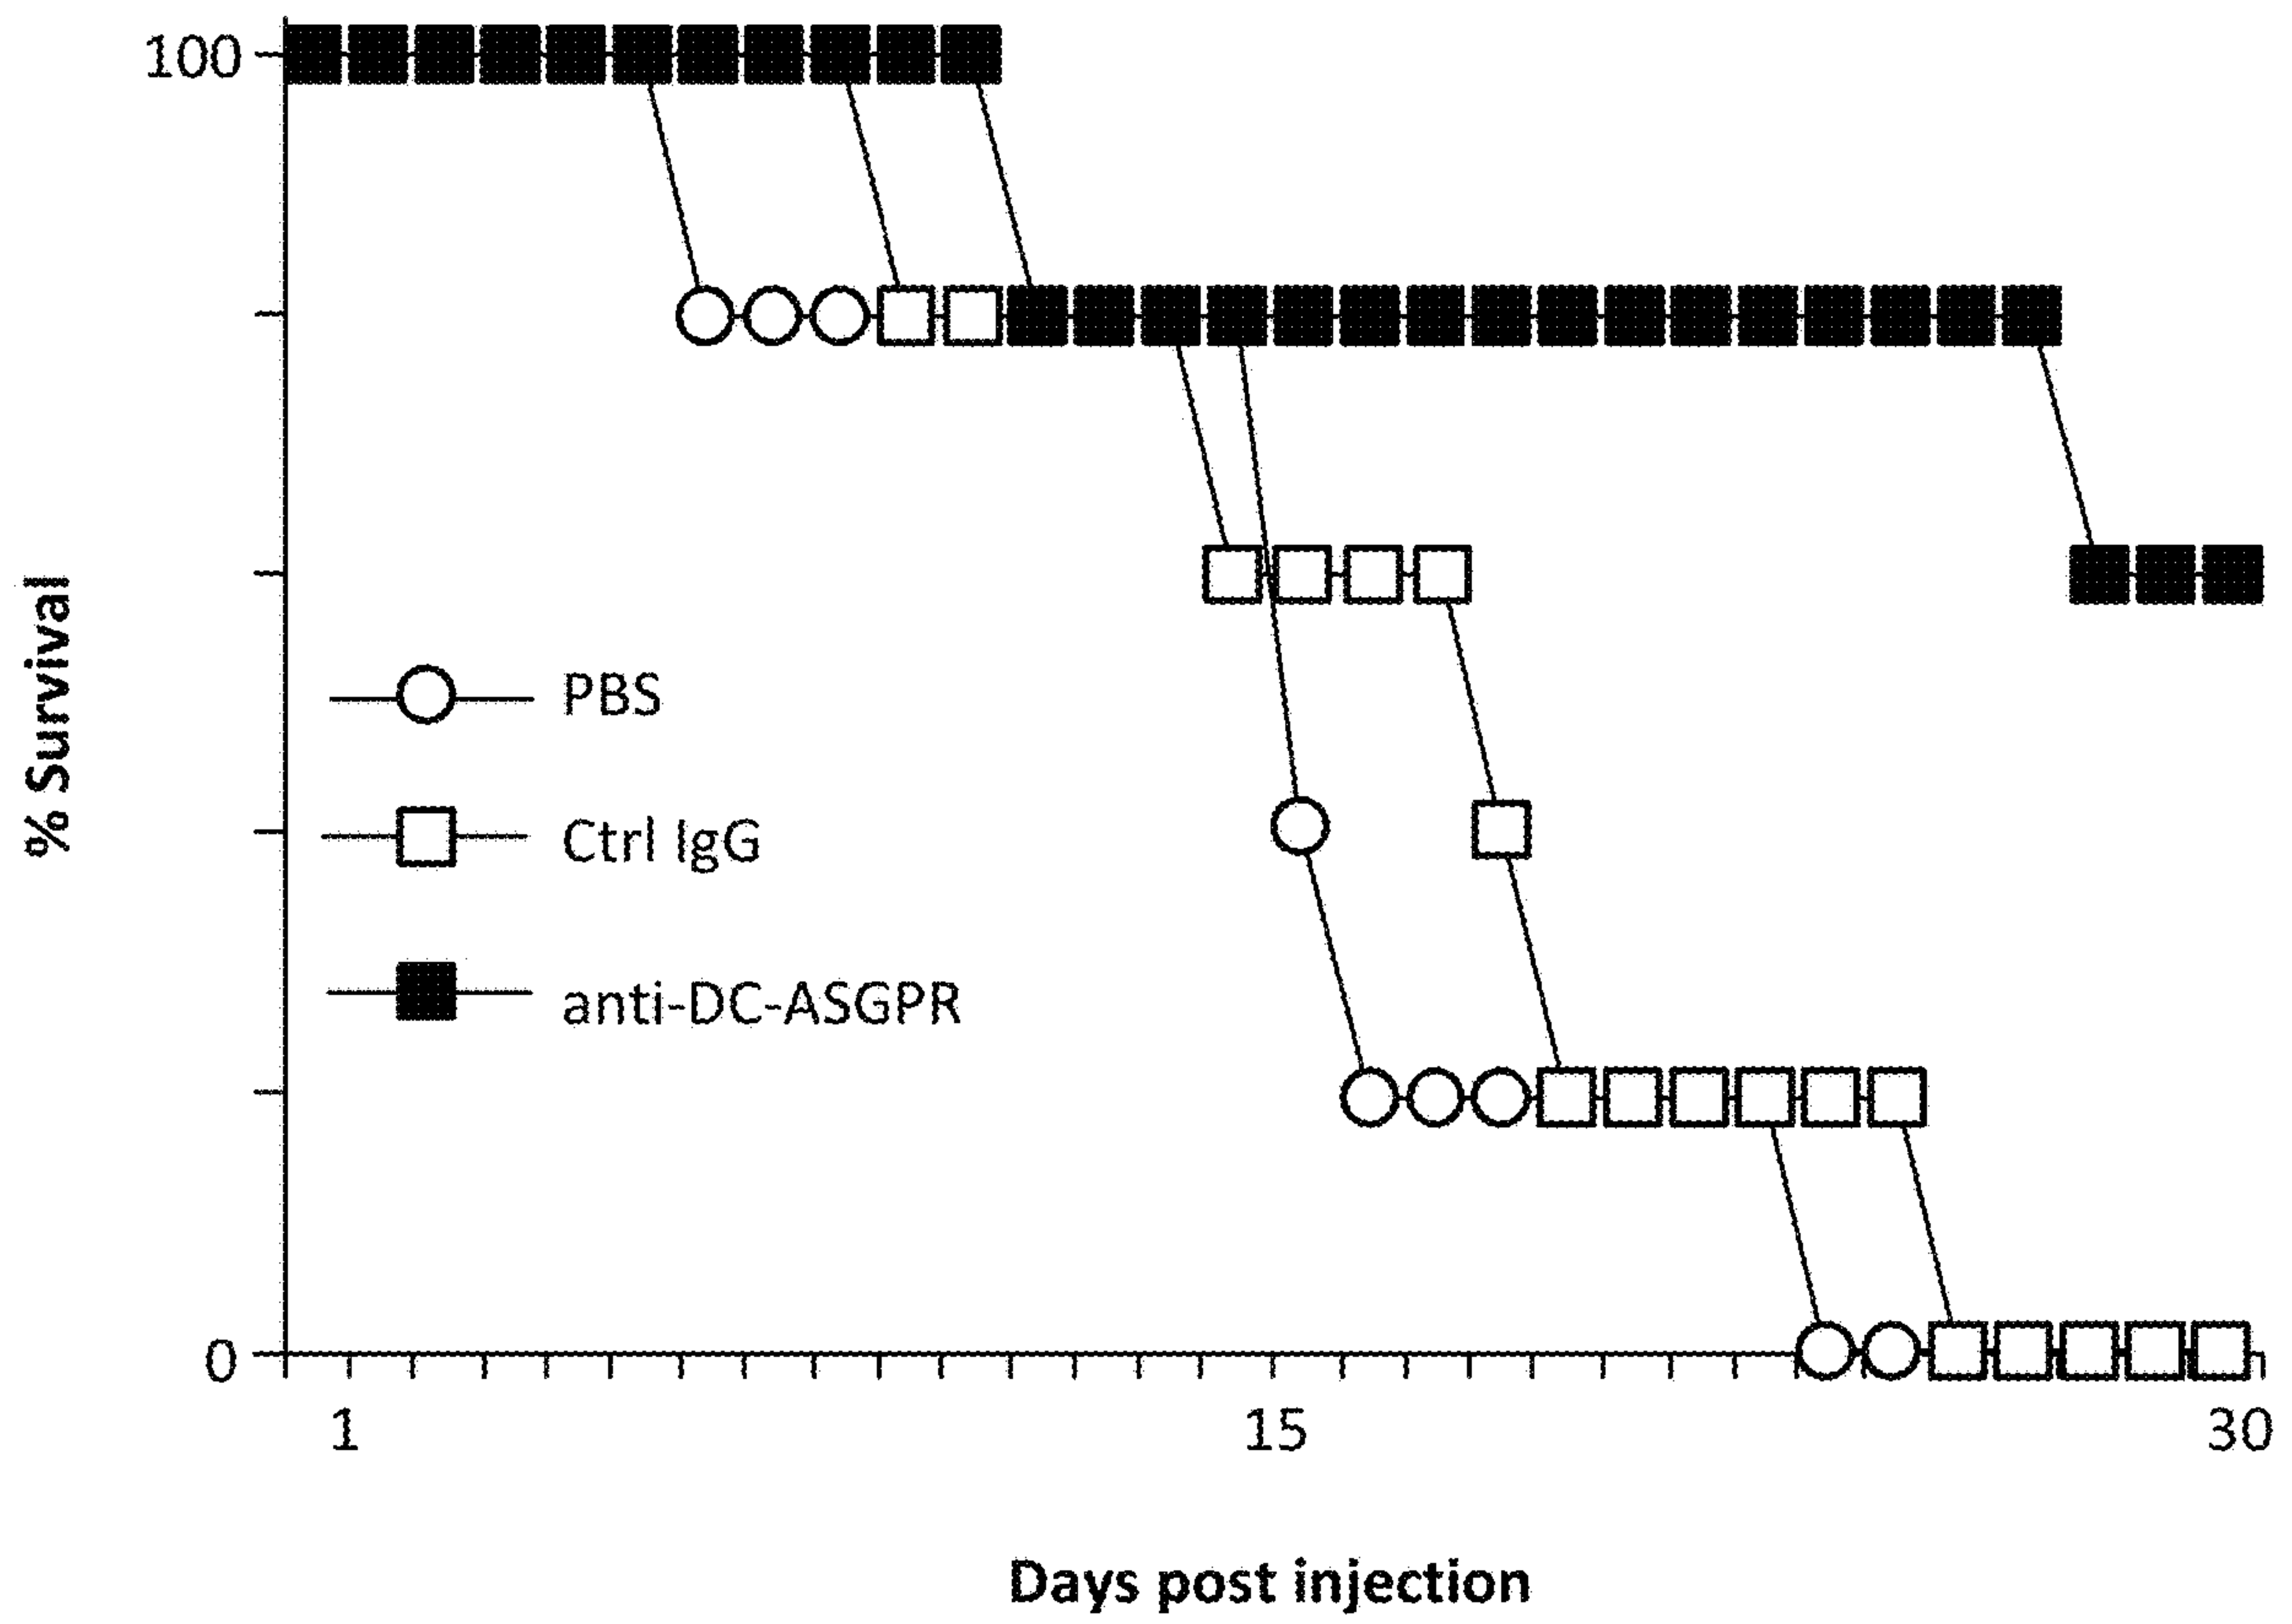 100
% Survival
PBS
Ctrl IgG
anti-DC-ASGPR
0
1 15 30
Days post injection